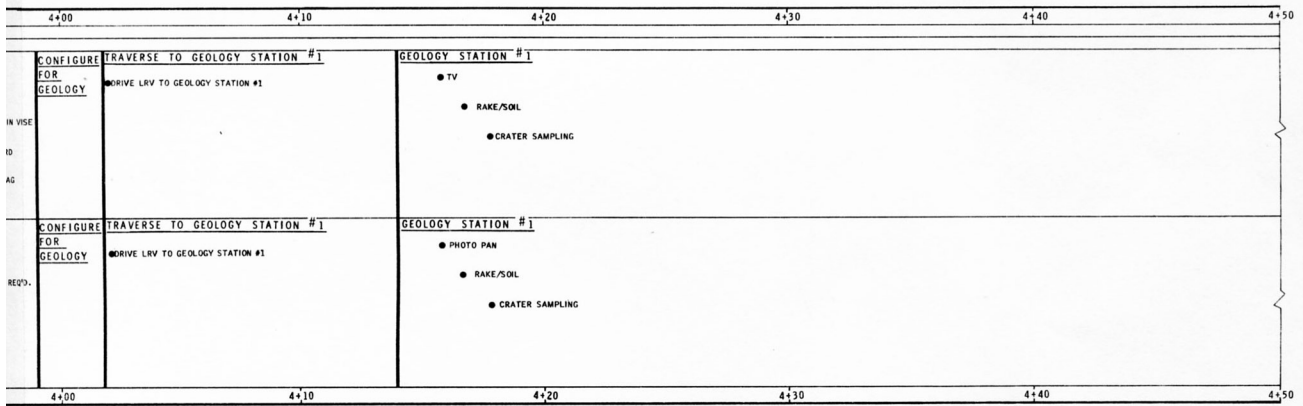 4+00 4+10 4+20 4+30 4+40 4+50
CONFIGURE
FOR
GEOLOGY
TRAVERSE TO GEOLOGY STATION #1
●DRIVE LRV TO GEOLOGY STATION #1
GEOLOGY STATION #1
● TV
● RAKE/SOIL
● CRATER SAMPLING
IN VISE
RD
AG
CONFIGURE
FOR
GEOLOGY
TRAVERSE TO GEOLOGY STATION #1
●DRIVE LRV TO GEOLOGY STATION #1
GEOLOGY STATION #1
● PHOTO PAN
● RAKE/SOIL
● CRATER SAMPLING
REQ'D.
4+00 4+10 4+20 4+30 4+40 4+50